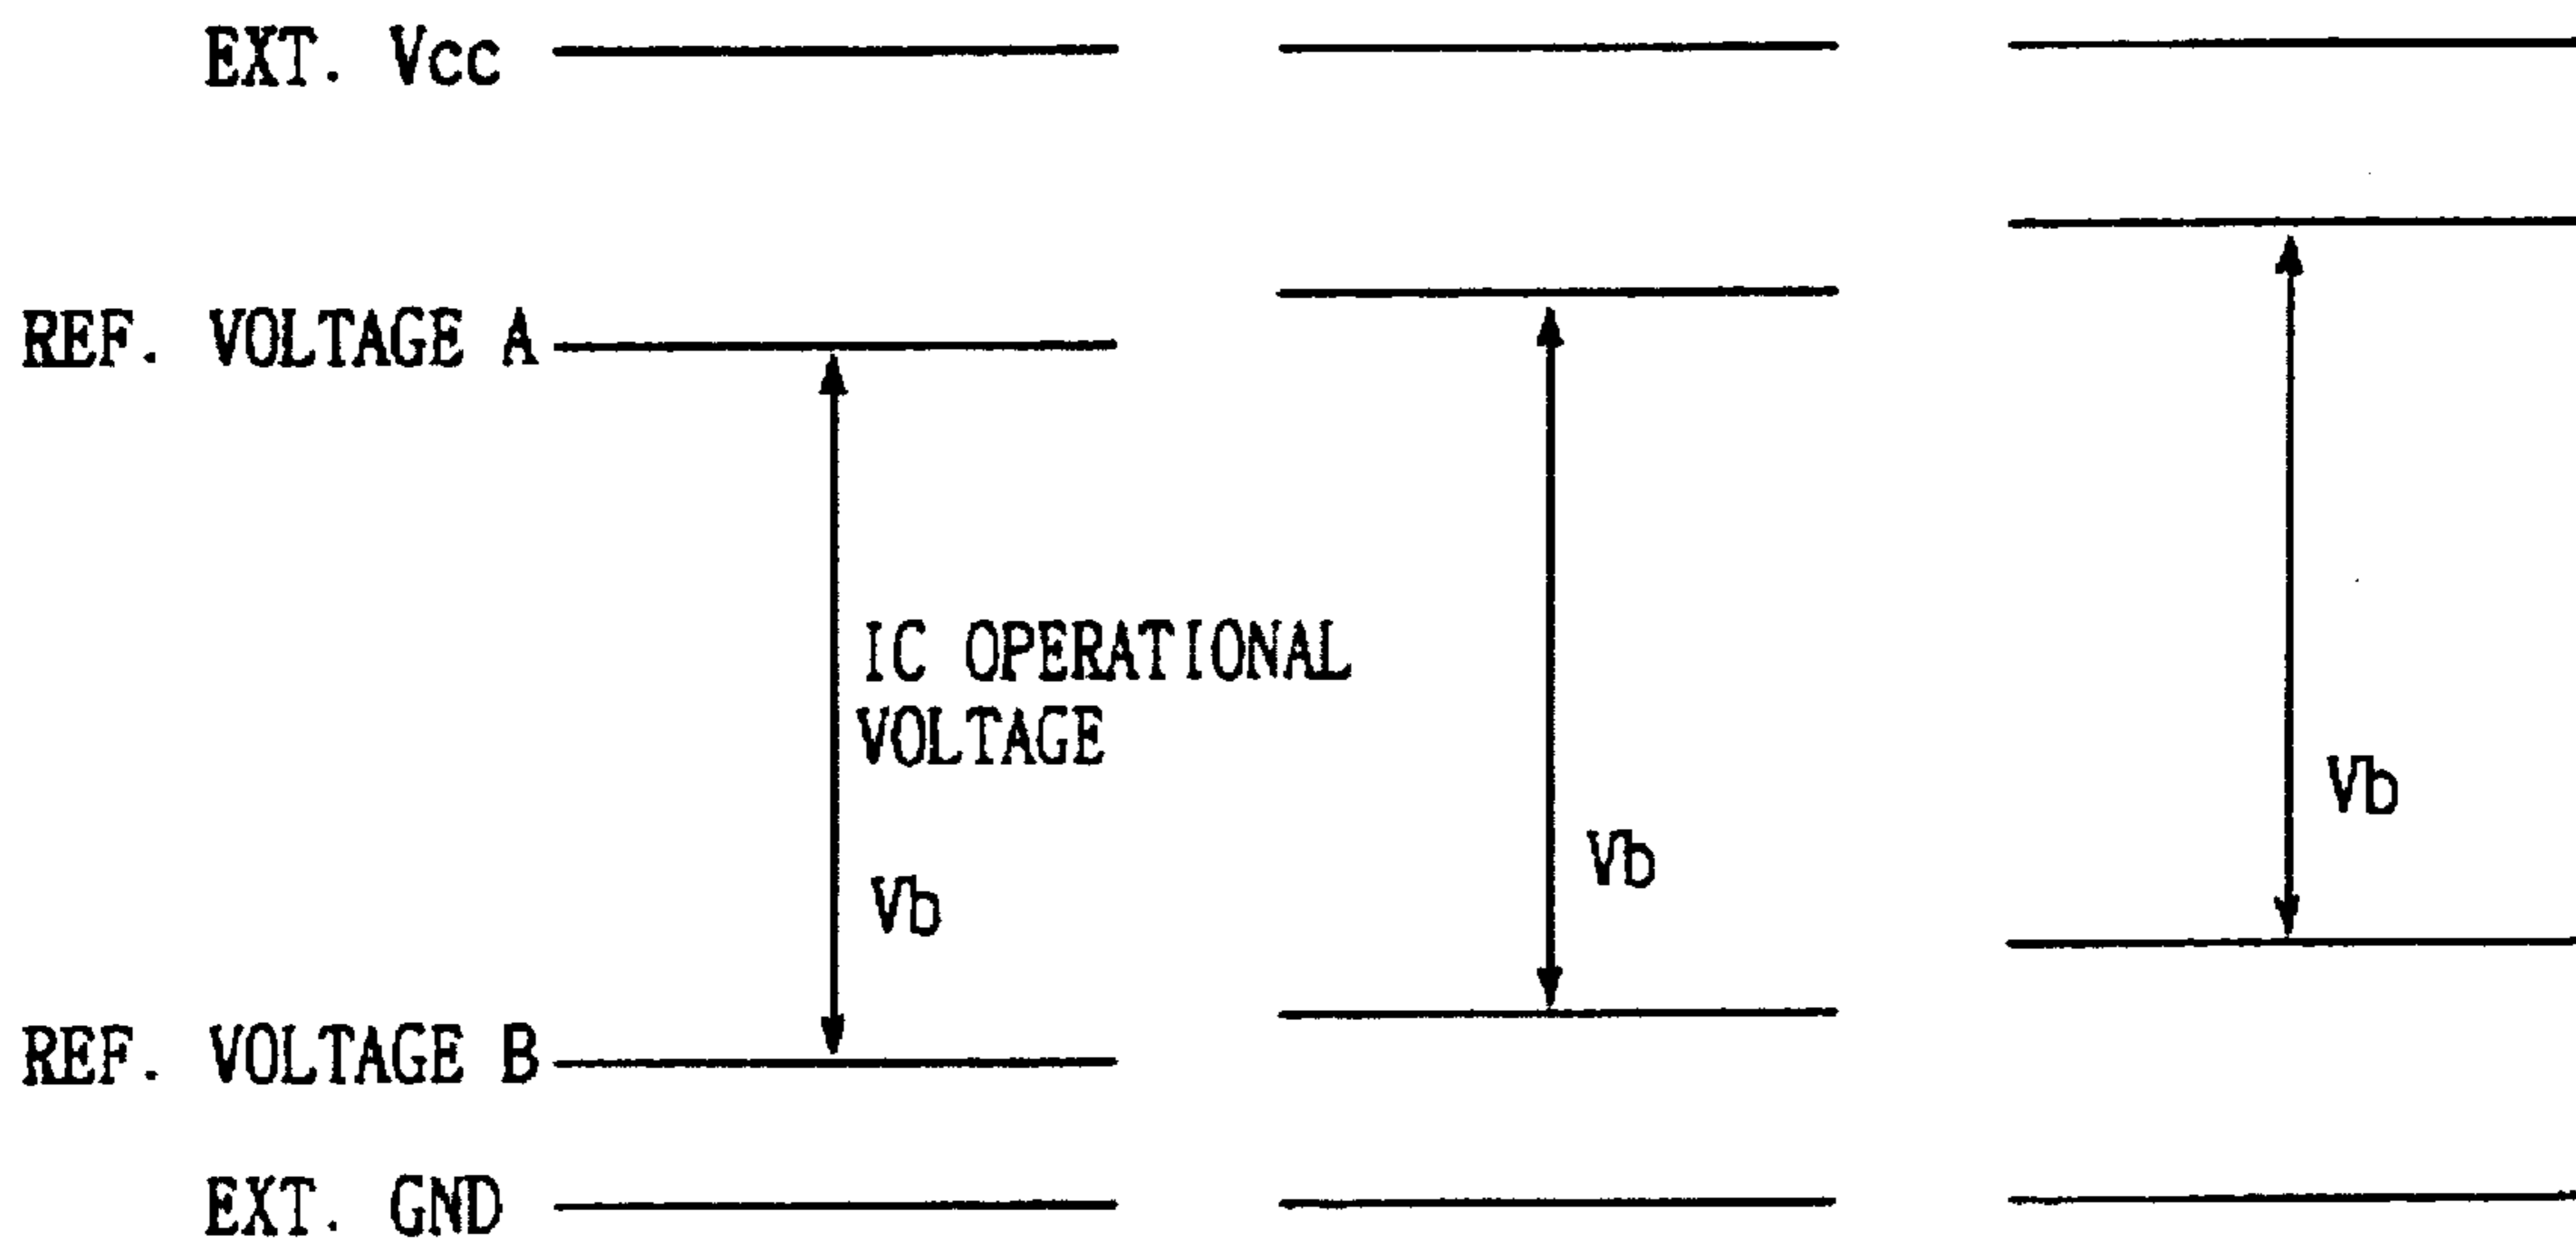 EXT. Vcc
REF. VOLTAGE A
IC OPERATIONAL
VOLTAGE
Vb
Vb
Vb
REF. VOLTAGE B
EXT. GND